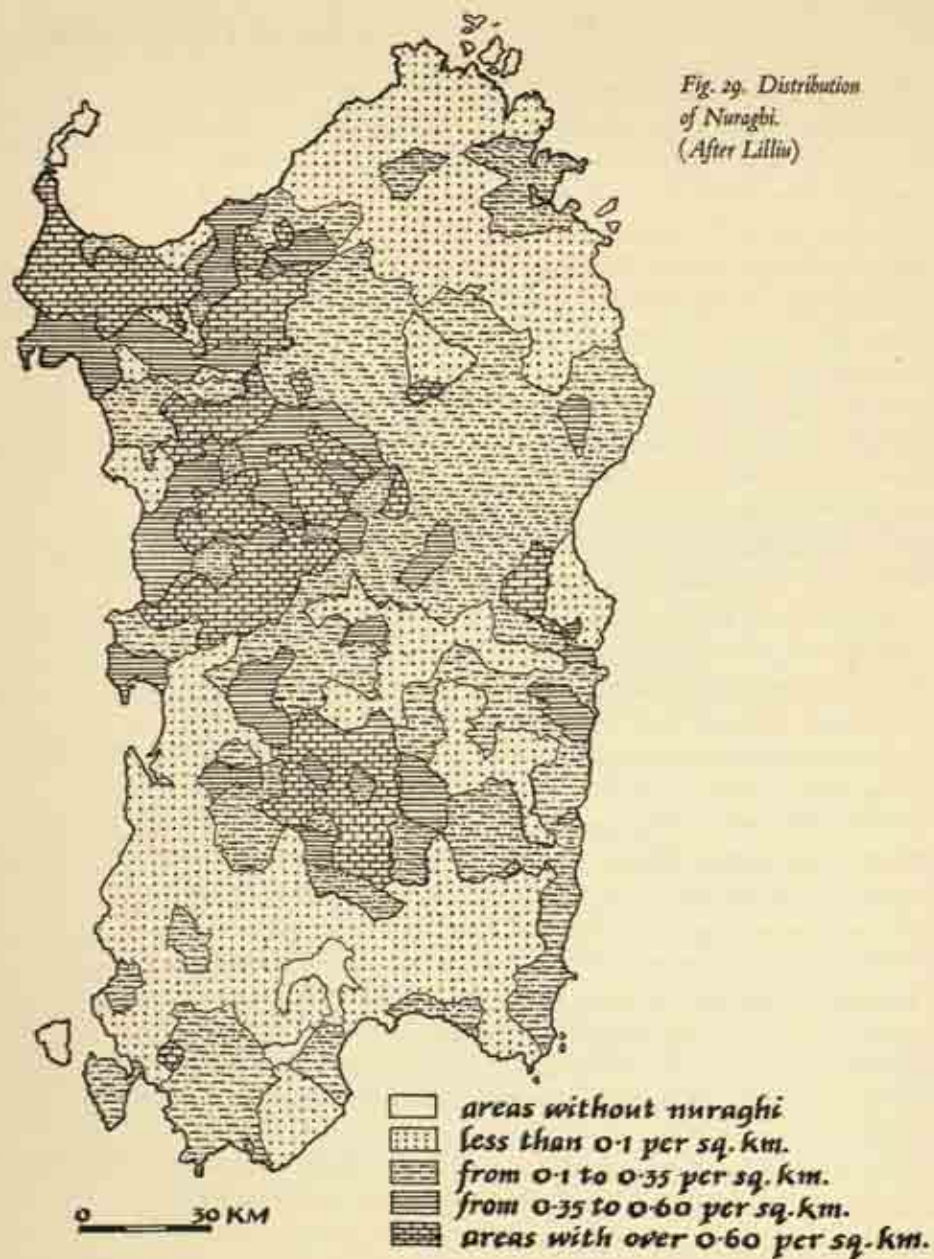 Fig. 29. Distribution
of Nuraghi.
(After Lilliu)
areas without nuraghi
less than 0·1 per sq. km.
from 0·1 to 0·35 per sq. km.
from 0·35 to 0·60 per sq. km.
areas with over 0·60 per sq. km.
0 30 KM